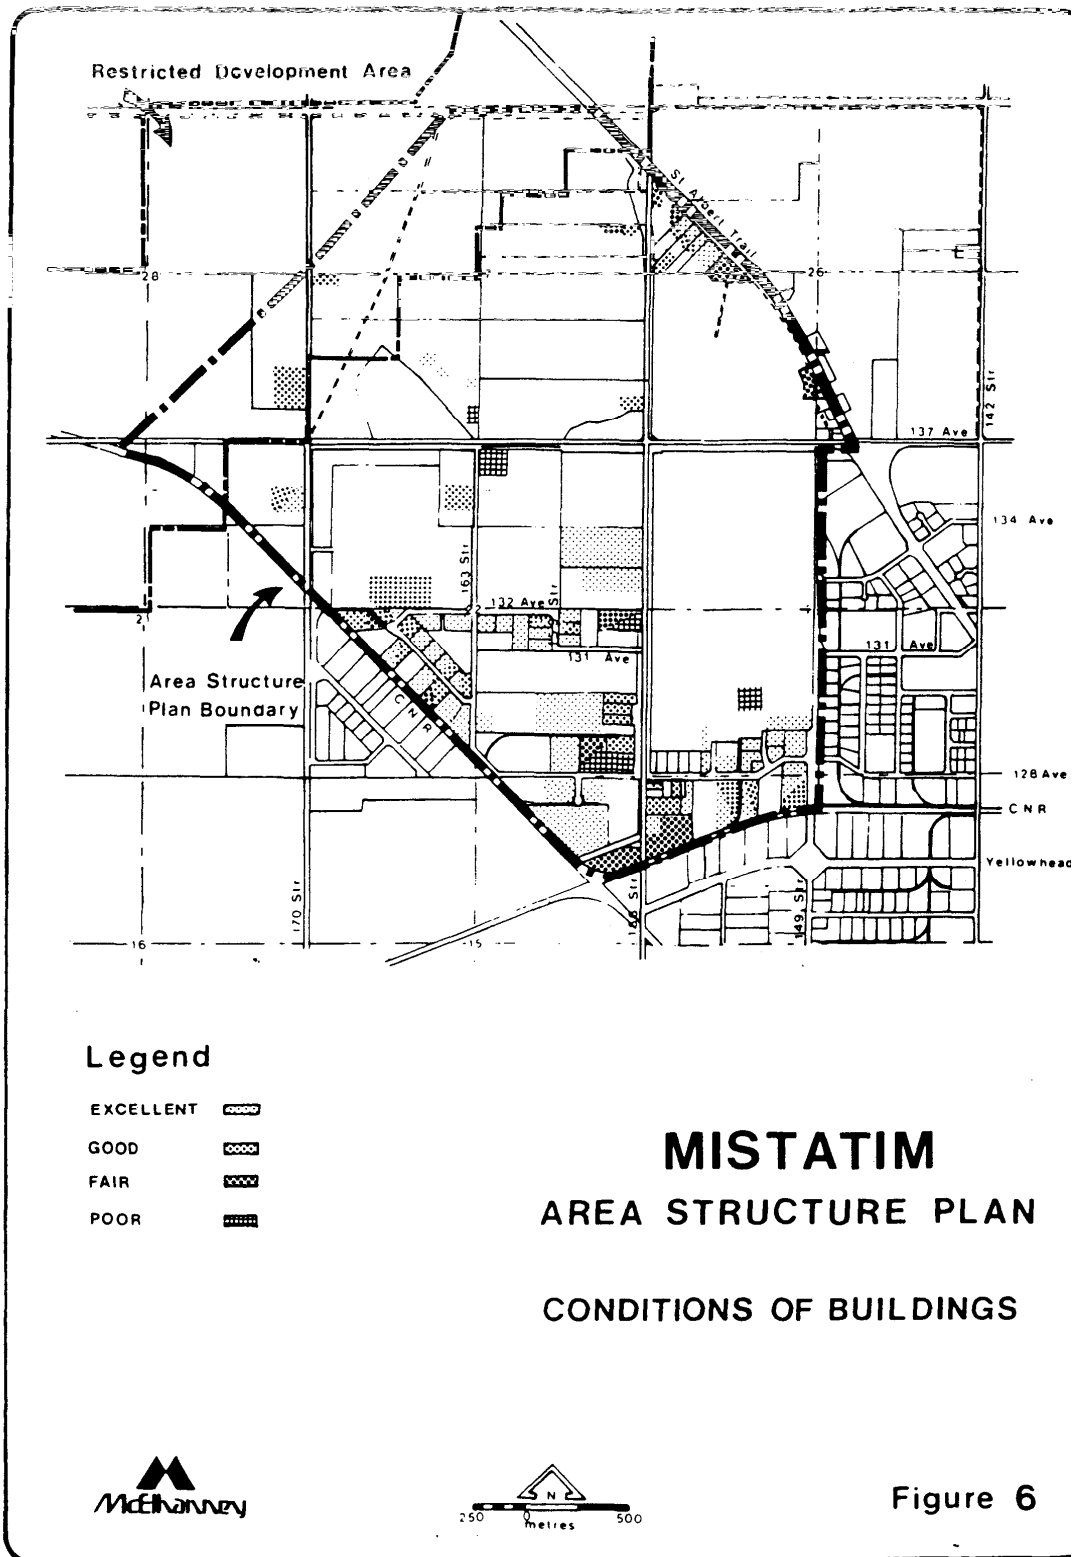 Restricted Development Area
St Albert Trail
28
26
142 Str
137 Ave
134 Ave
163 Str
132 Ave
Str
131 Ave
131 Ave
Area Structure
Plan Boundary
CNR
128 Ave
CNR
Yellowhead
170 Str
149 Str
16
15
Legend
EXCELLENT
GOOD
FAIR
POOR
MISTATIM
AREA STRUCTURE PLAN
CONDITIONS OF BUILDINGS
McElhanney
N
250 0 500
metres
Figure 6